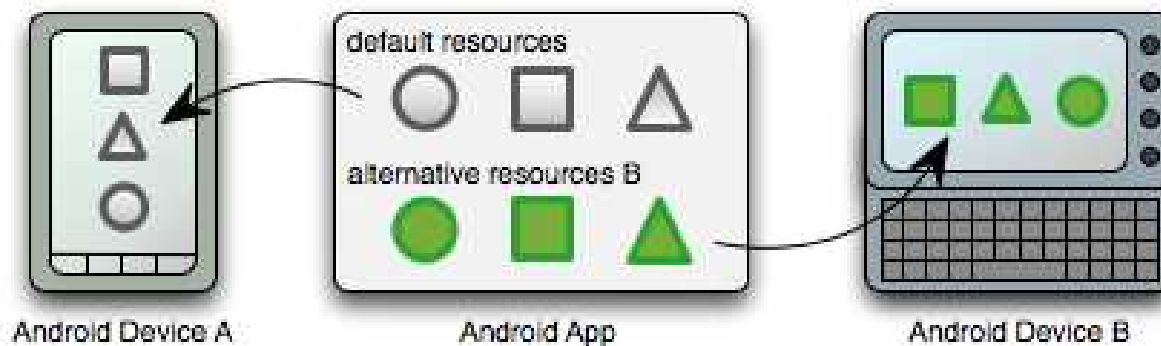 default resources
alternative resources B
Android Device A
Android App
Android Device B